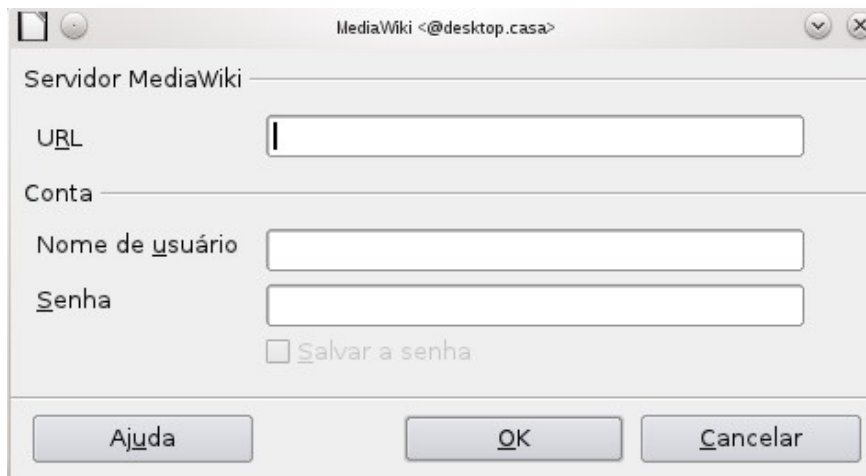 MediaWiki <@desktop.casa>
Servidor MediaWiki
URL
Conta
Nome de usuário
Senha
Salvar a senha
Ajuda
OK
Cancelar